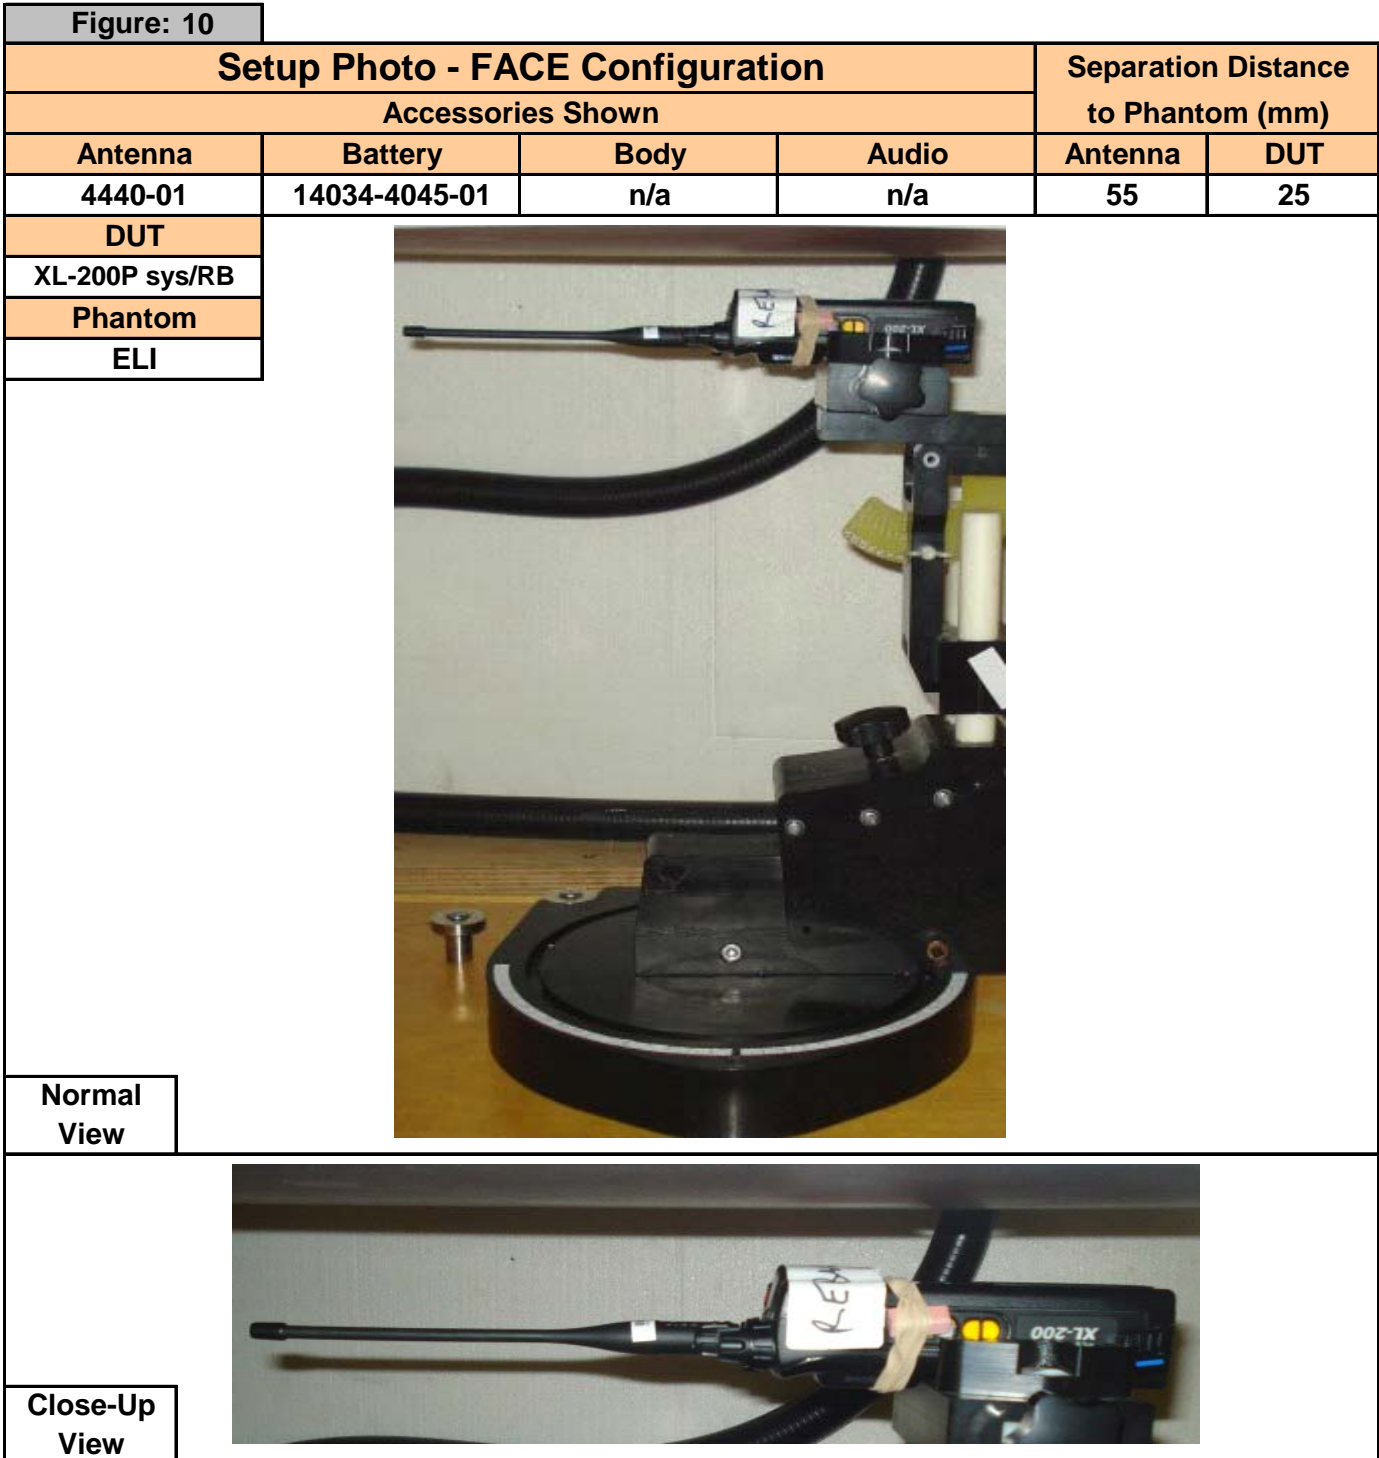 Figure: 10
Setup Photo - FACE Configuration
Separation Distance
to Phantom (mm)
Accessories Shown
Antenna Battery Body Audio Antenna DUT
4440-01 14034-4045-01 n/a n/a 55 25
DUT
XL-200P sys/RB
Phantom
ELI
XL-200
Normal
View
XL-200
Close-Up
View